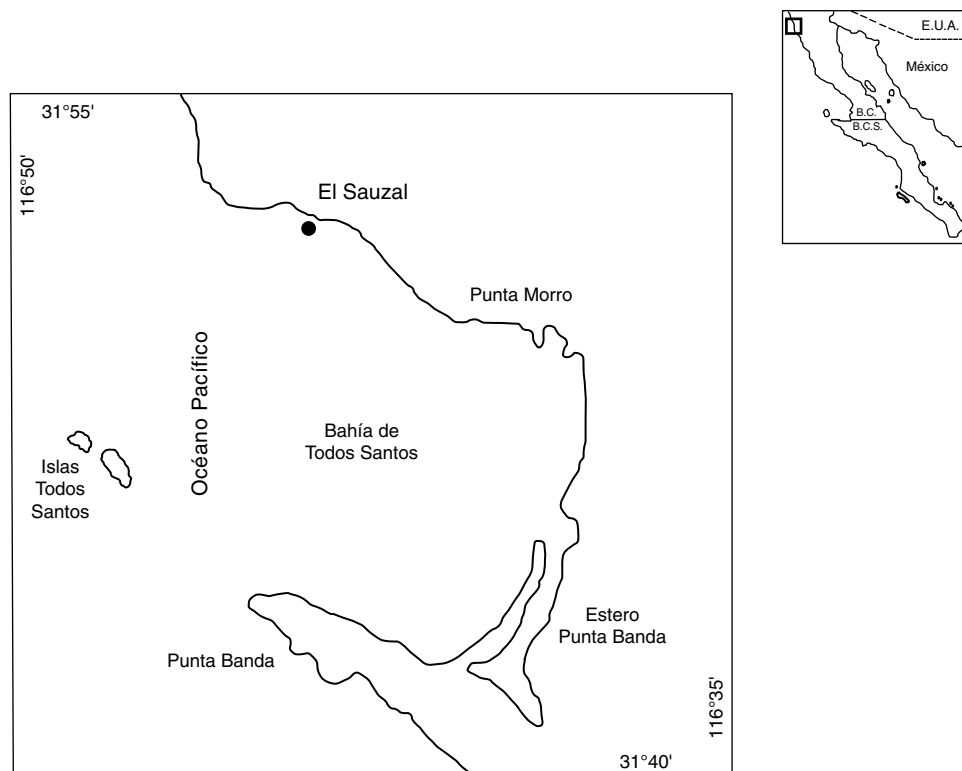 E.U.A.
México
B.C.
B.C.S.
31°55'
116°50'
El Sauzal
Punta Morro
Océano Pacífico
Bahía de
Todos Santos
Islas
Todos
Santos
Estero
Punta Banda
Punta Banda
116°35'
31°40'